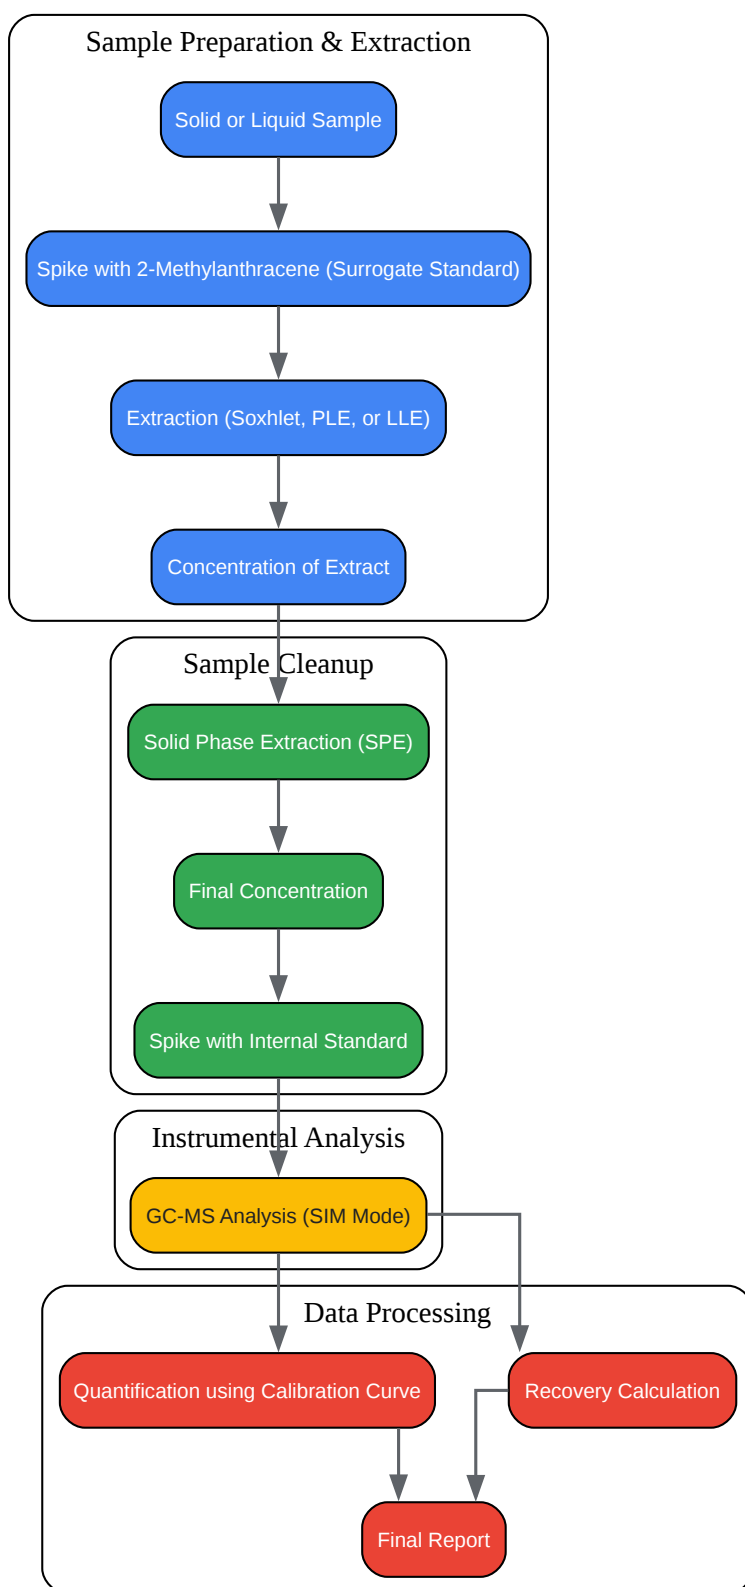 Sample Preparation & Extraction
Solid or Liquid Sample
Spike with 2-Methylanthracene (Surrogate Standard)
Extraction (Soxhlet, PLE, or LLE)
Concentration of Extract
Sample Cleanup
Solid Phase Extraction (SPE)
Final Concentration
Spike with Internal Standard
Instrumental Analysis
GC-MS Analysis (SIM Mode)
Data Processing
Quantification using Calibration Curve
Recovery Calculation
Final Report